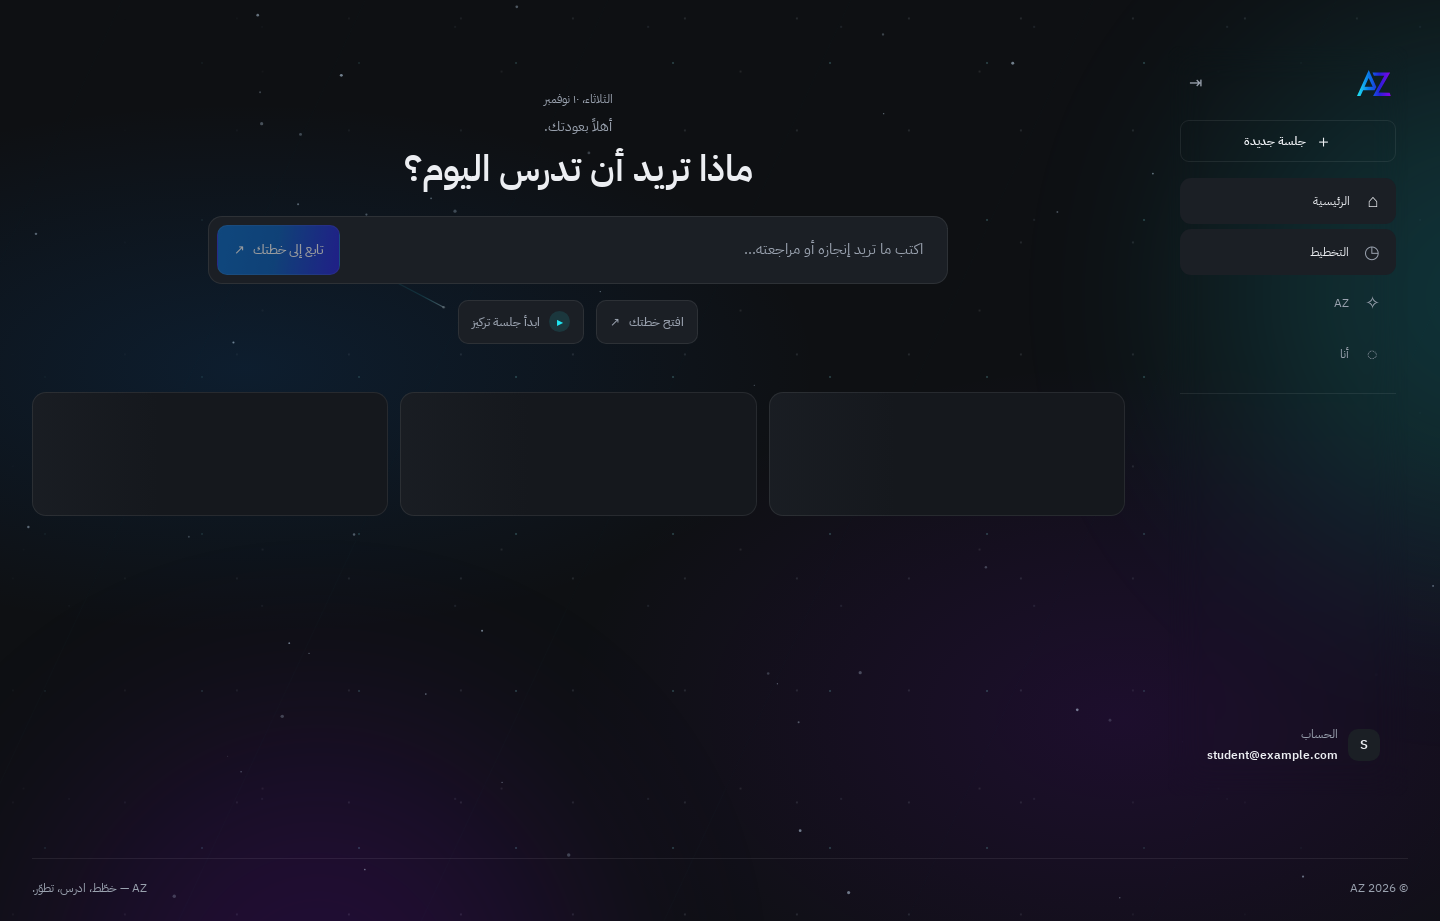 AZ
جلسة جديدة
الرئيسية
التخطيط
AZ
أنا
الثلاثاء، ١٠ نوفمبر
أهلاً بعودتك.
ماذا تريد أن تدرس اليوم؟
اكتب ما تريد إنجازه أو مراجعته...
تابع إلى خطتك ↗
افتح خطتك ↗
ابدأ جلسة تركيز
S
الحساب
student@example.com
© 2026 AZ
AZ — خطّط، ادرس، تطوّر.